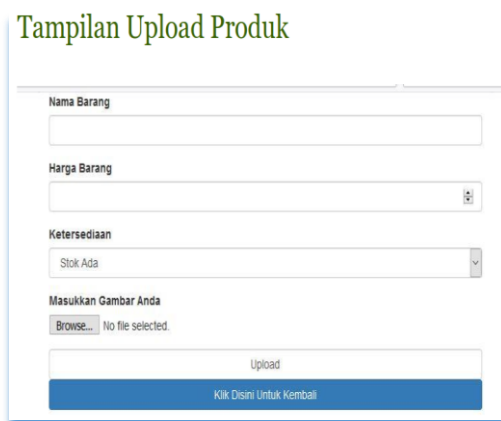 Tampilan Upload Produk
Nama Barang
Harga Barang
Ketersediaan
Stok Ada
Masukkan Gambar Anda
Browse... No file selected.
Upload
Klik Disini Untuk Kembali